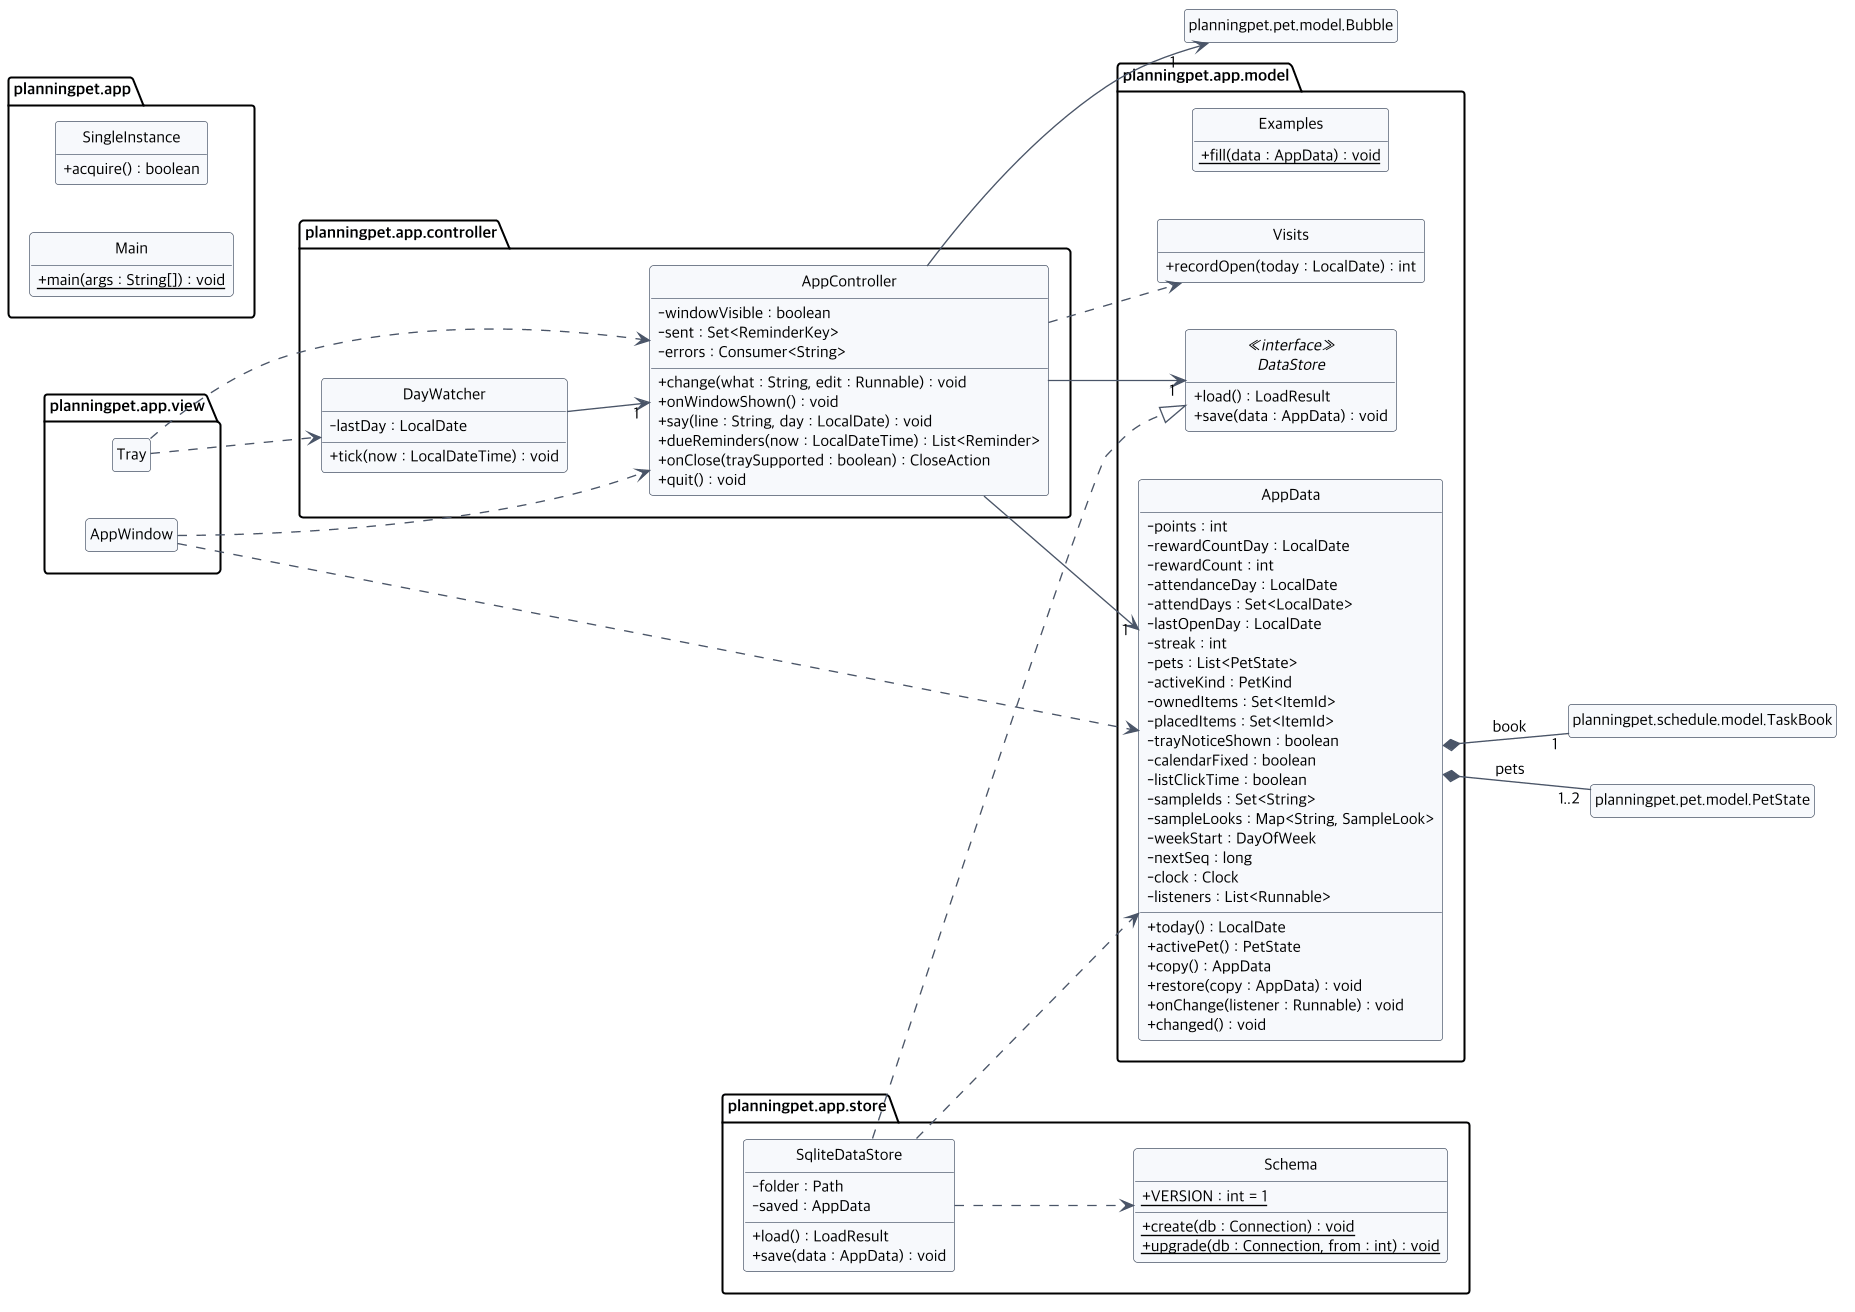 planningpet.pet.model.Bubble
1
planningpet.app
SingleInstance
+acquire() : boolean
Main
+main(args : String[]) : void
planningpet.app.controller
AppController
-windowVisible : boolean
-sent : Set<ReminderKey>
-errors : Consumer<String>
+change(what : String, edit : Runnable) : void
+onWindowShown() : void
+say(line : String, day : LocalDate) : void
+dueReminders(now : LocalDateTime) : List<Reminder>
+onClose(traySupported : boolean) : CloseAction
+quit() : void
DayWatcher
-lastDay : LocalDate
+tick(now : LocalDateTime) : void
1
planningpet.app.view
Tray
AppWindow
planningpet.app.model
Examples
+fill(data : AppData) : void
Visits
+recordOpen(today : LocalDate) : int
≪interface≫
DataStore
+load() : LoadResult
+save(data : AppData) : void
1
AppData
-points : int
-rewardCountDay : LocalDate
-rewardCount : int
-attendanceDay : LocalDate
-attendDays : Set<LocalDate>
-lastOpenDay : LocalDate
-streak : int
-pets : List<PetState>
-activeKind : PetKind
-ownedItems : Set<ItemId>
-placedItems : Set<ItemId>
-trayNoticeShown : boolean
-calendarFixed : boolean
-listClickTime : boolean
-sampleIds : Set<String>
-sampleLooks : Map<String, SampleLook>
-weekStart : DayOfWeek
-nextSeq : long
-clock : Clock
-listeners : List<Runnable>
+today() : LocalDate
+activePet() : PetState
+copy() : AppData
+restore(copy : AppData) : void
+onChange(listener : Runnable) : void
+changed() : void
1
book
1
planningpet.schedule.model.TaskBook
pets
1..2
planningpet.pet.model.PetState
planningpet.app.store
SqliteDataStore
-folder : Path
-saved : AppData
+load() : LoadResult
+save(data : AppData) : void
Schema
+VERSION : int = 1
+create(db : Connection) : void
+upgrade(db : Connection, from : int) : void